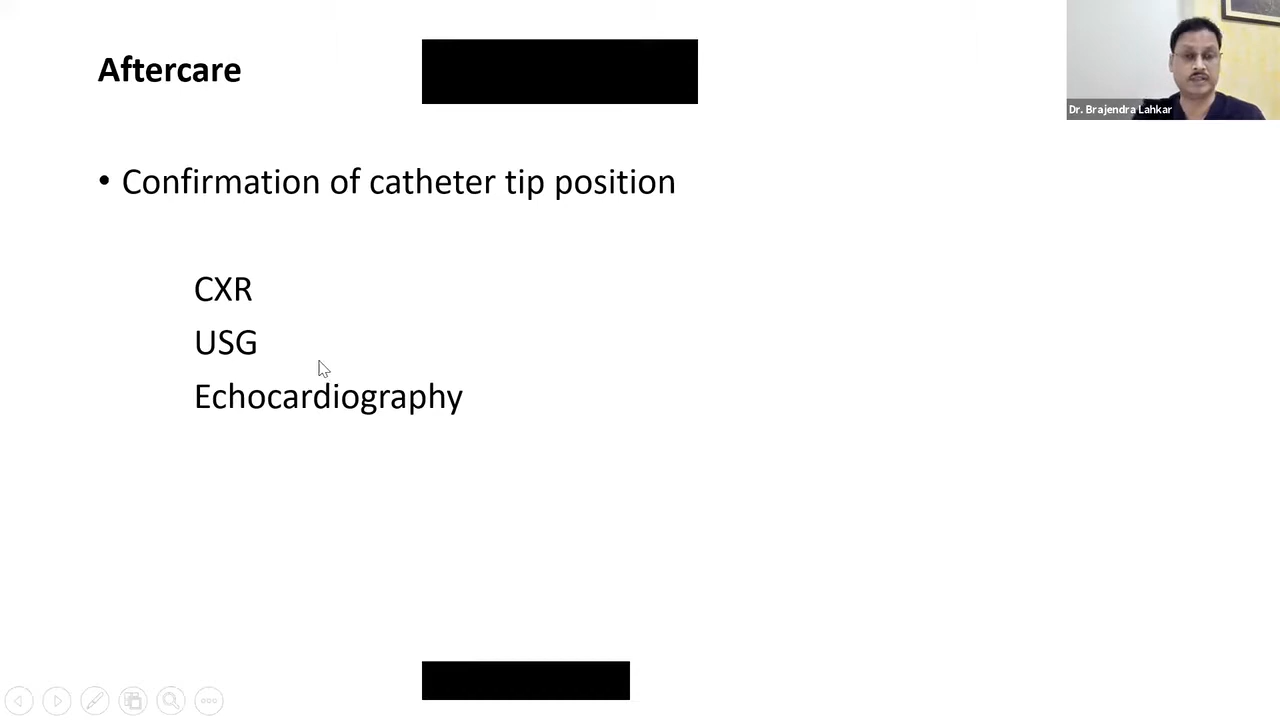 Aftercare
Dr. Brajendra Lahkar
• Confirmation of catheter tip position
CXR
USG
Echocardiography